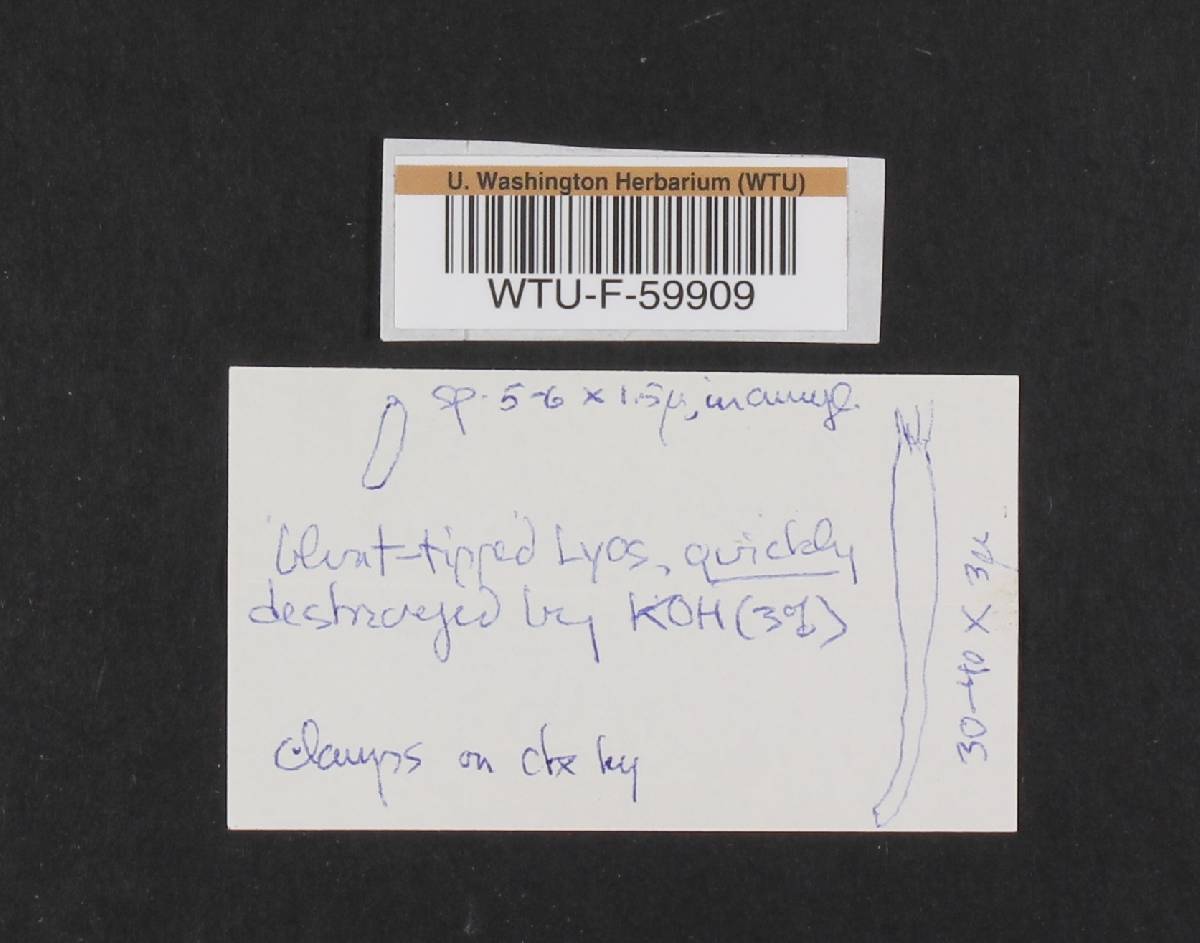 U. Washington Herbarium (WTU)
WTU-F-59909
sp. 5-6 x 1.5µ, inamyl.
blunt-tipped Lyos, quickly
destroyed by KOH (3%)
clamps on ctx hy
30-40 X 3µ